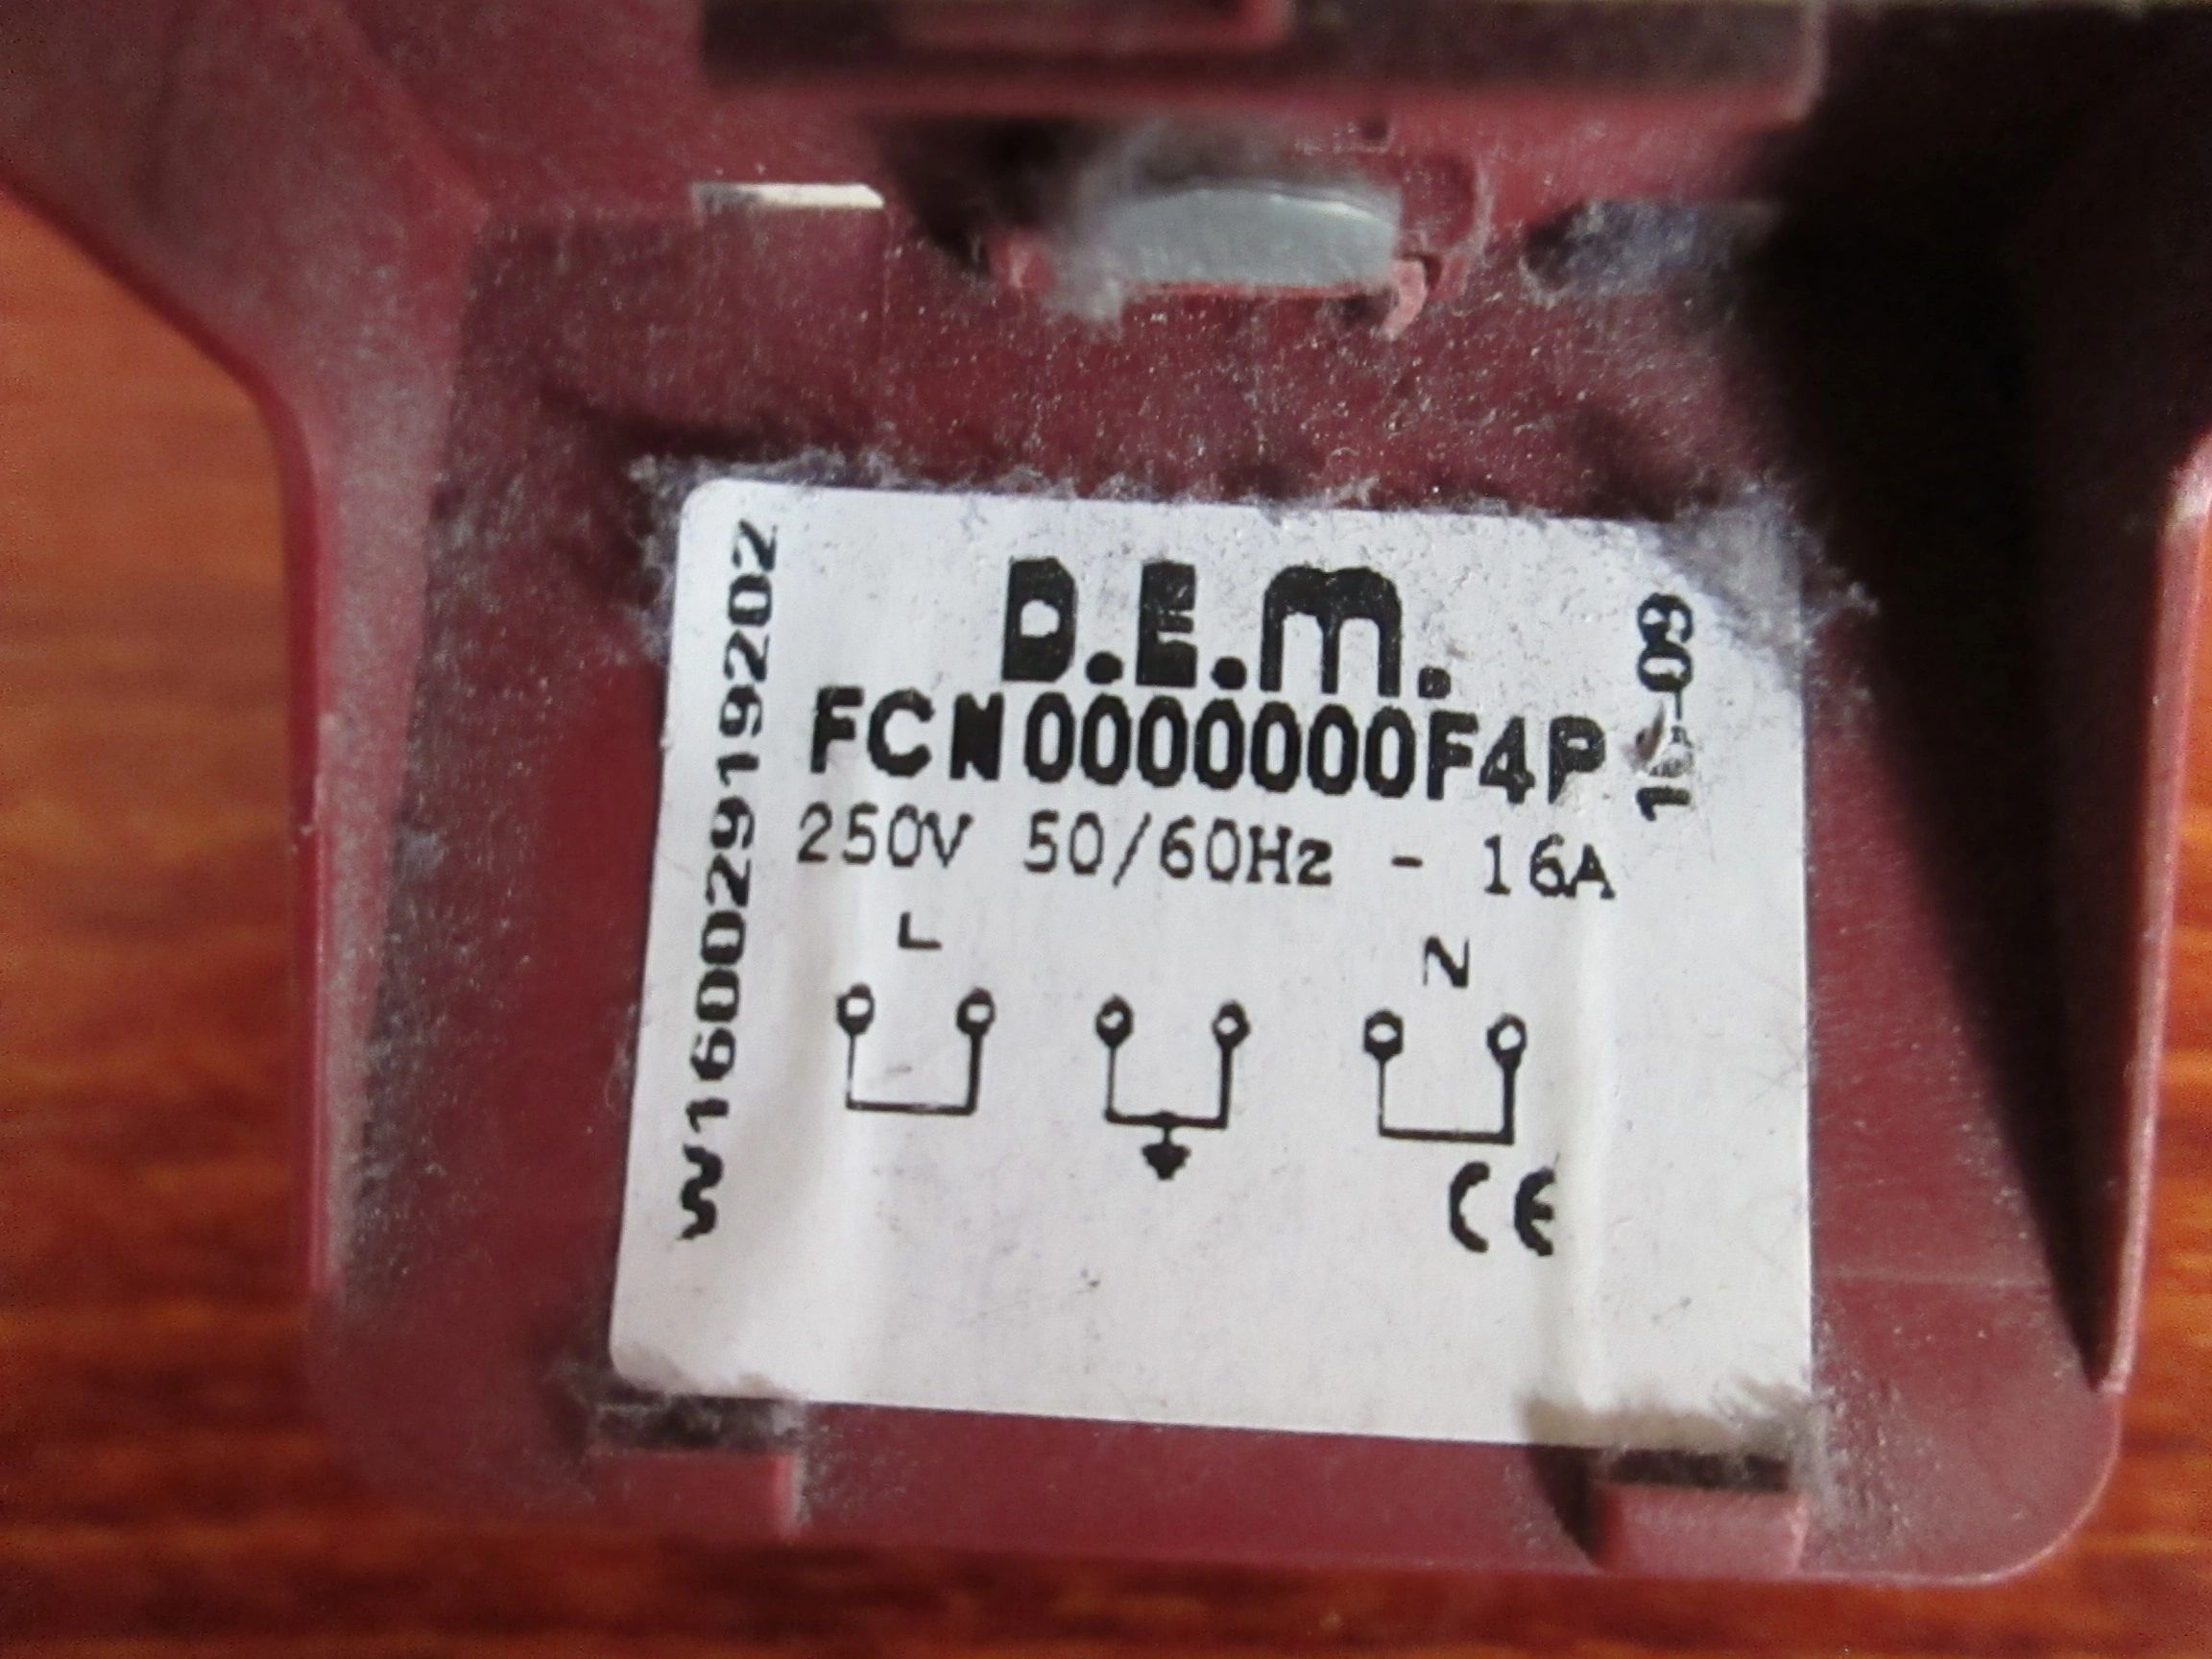 D.E.M.
FCN0000000F4P
250V 50/60Hz - 16A
L
N
CE
W16002919202